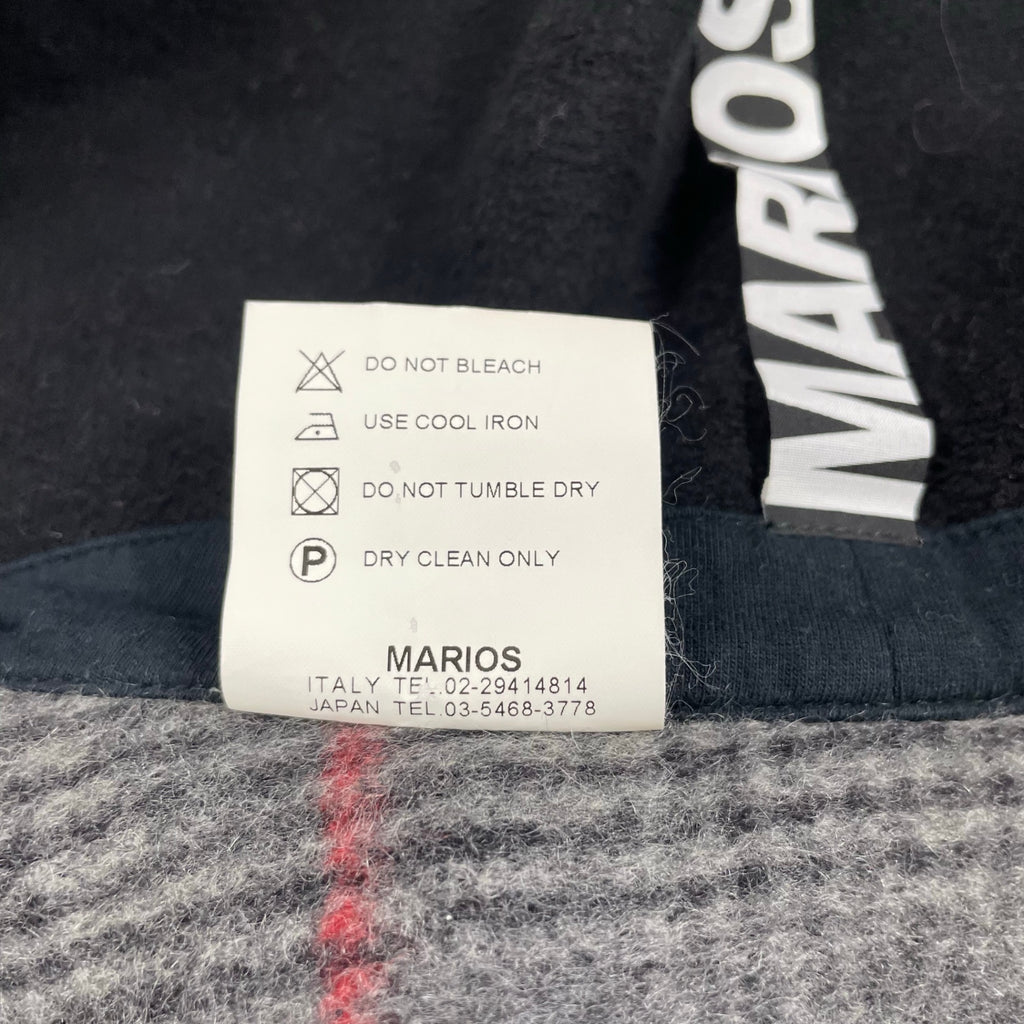 MARIOS
DO NOT BLEACH
USE COOL IRON
DO NOT TUMBLE DRY
P DRY CLEAN ONLY
MARIOS
ITALY TEL.02-29414814
JAPAN TEL.03-5468-3778